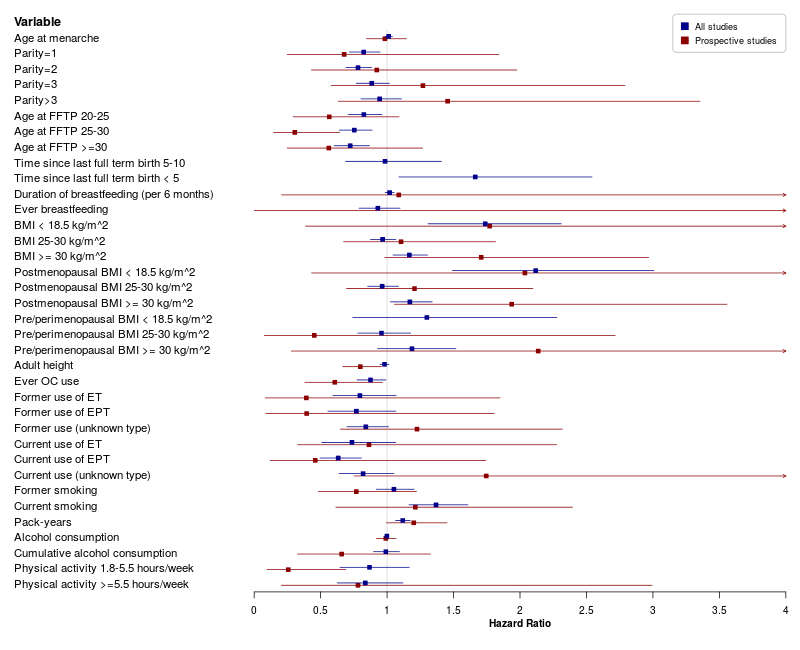 Variable
All studies
Prospective studies
Age at menarche
Parity=1
Parity=2
Parity=3
Parity>3
Age at FFTP 20-25
Age at FFTP 25-30
Age at FFTP >=30
Time since last full term birth 5-10
Time since last full term birth < 5
Duration of breastfeeding (per 6 months)
Ever breastfeeding
BMI < 18.5 kg/m^2
BMI 25-30 kg/m^2
BMI >= 30 kg/m^2
Postmenopausal BMI < 18.5 kg/m^2
Postmenopausal BMI 25-30 kg/m^2
Postmenopausal BMI >= 30 kg/m^2
Pre/perimenopausal BMI < 18.5 kg/m^2
Pre/perimenopausal BMI 25-30 kg/m^2
Pre/perimenopausal BMI >= 30 kg/m^2
Adult height
Ever OC use
Former use of ET
Former use of EPT
Former use (unknown type)
Current use of ET
Current use of EPT
Current use (unknown type)
Former smoking
Current smoking
Pack-years
Alcohol consumption
Cumulative alcohol consumption
Physical activity 1.8-5.5 hours/week
Physical activity >=5.5 hours/week
0 0.5 1 1.5 2 2.5 3 3.5 4
Hazard Ratio